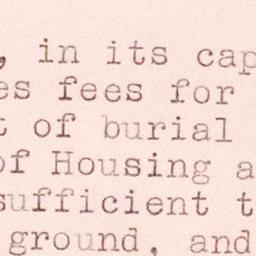 , in its cap
es fees for
t of burial
of Housing a
sufficient t
ground, and